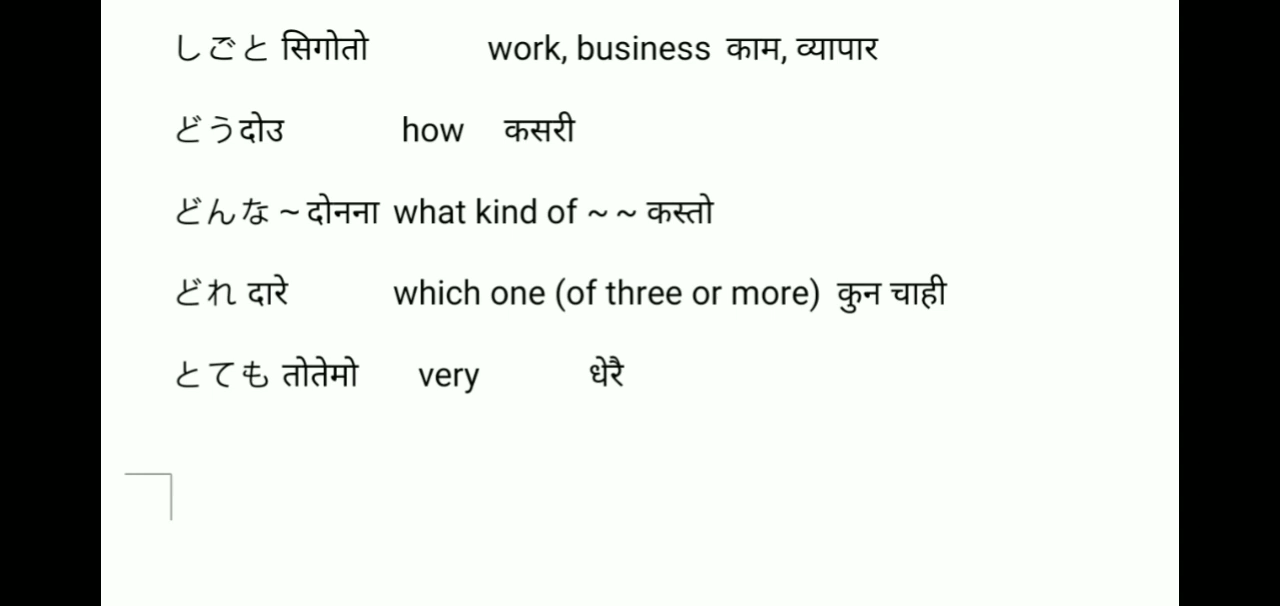 しごと सिगोतो work, business काम, व्यापार
どうदोउ how कसरी
どんな ~ दोनना what kind of ~ ~ कस्तो
どれ दारे which one (of three or more) कुन चाही
とても तोतेमो very धेरै